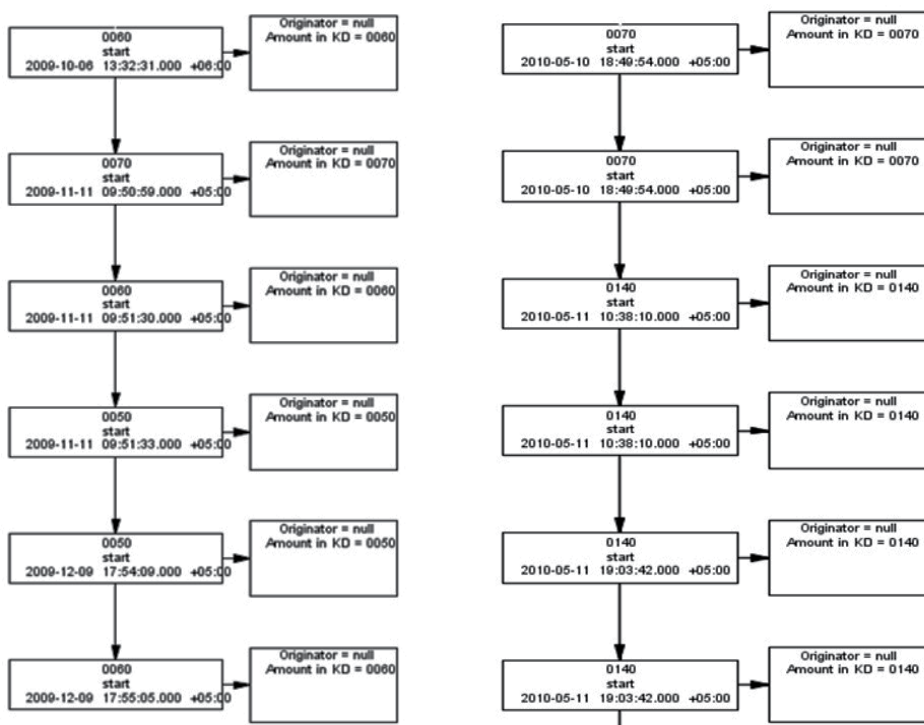 0060
start
2009-10-06 13:32:31.000 +06:00
Originator = null
Amount in KD = 0060
0070
start
2009-11-11 09:50:59.000 +05:00
Originator = null
Amount in KD = 0070
0060
start
2009-11-11 09:51:30.000 +05:00
Originator = null
Amount in KD = 0060
0050
start
2009-11-11 09:51:33.000 +05:00
Originator = null
Amount in KD = 0050
0050
start
2009-12-09 17:54:09.000 +05:00
Originator = null
Amount in KD = 0050
0060
start
2009-12-09 17:55:05.000 +05:00
Originator = null
Amount in KD = 0060
0070
start
2010-05-10 18:49:54.000 +05:00
Originator = null
Amount in KD = 0070
0070
start
2010-05-10 18:49:54.000 +05:00
Originator = null
Amount in KD = 0070
0140
start
2010-05-11 10:38:10.000 +05:00
Originator = null
Amount in KD = 0140
0140
start
2010-05-11 10:38:10.000 +05:00
Originator = null
Amount in KD = 0140
0140
start
2010-05-11 19:03:42.000 +05:00
Originator = null
Amount in KD = 0140
0140
start
2010-05-11 19:03:42.000 +05:00
Originator = null
Amount in KD = 0140